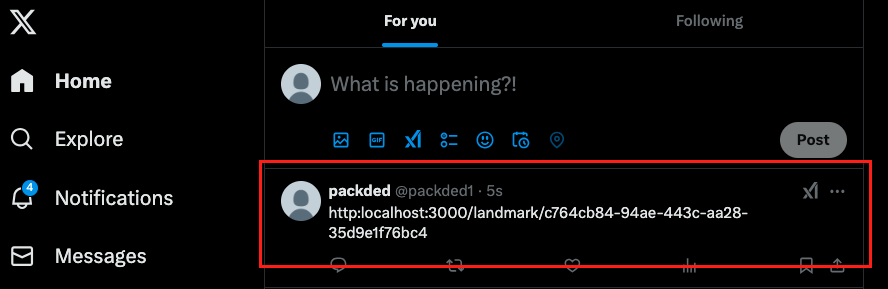 For you
Following
Home
What is happening?!
Explore
GIF
Post
4
Notifications
packded @packded1 · 5s
http:localhost:3000/landmark/c764cb84-94ae-443c-aa28-
35d9e1f76bc4
Messages